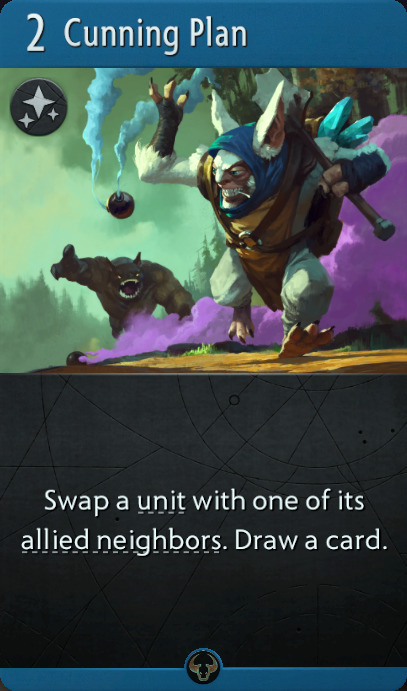 2 Cunning Plan
Swap a unit with one of its
allied neighbors. Draw a card.